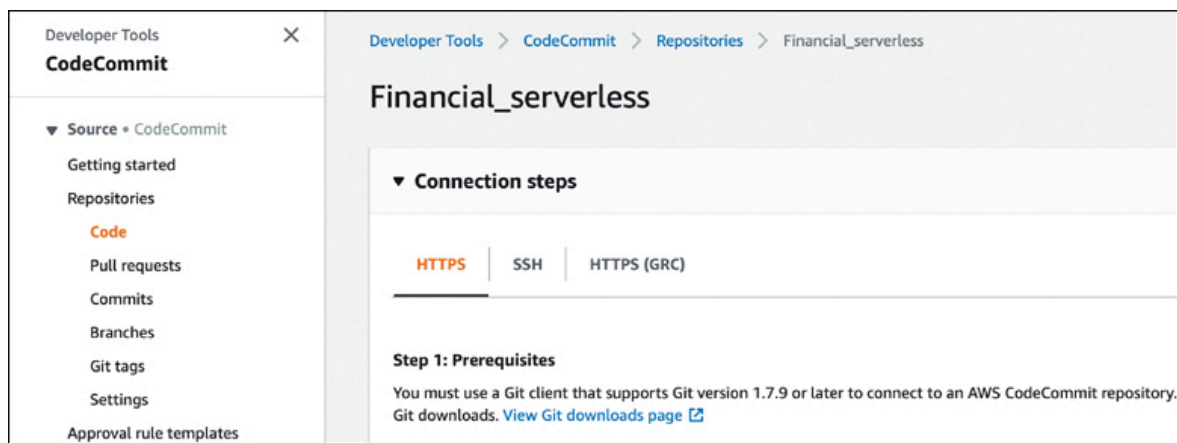 Developer Tools
CodeCommit
Source • CodeCommit
Getting started
Repositories
Code
Pull requests
Commits
Branches
Git tags
Settings
Approval rule templates
Developer Tools > CodeCommit > Repositories > Financial_serverless
Financial_serverless
Connection steps
HTTPS
SSH
HTTPS (GRC)
Step 1: Prerequisites
You must use a Git client that supports Git version 1.7.9 or later to connect to an AWS CodeCommit repository.
Git downloads. View Git downloads page